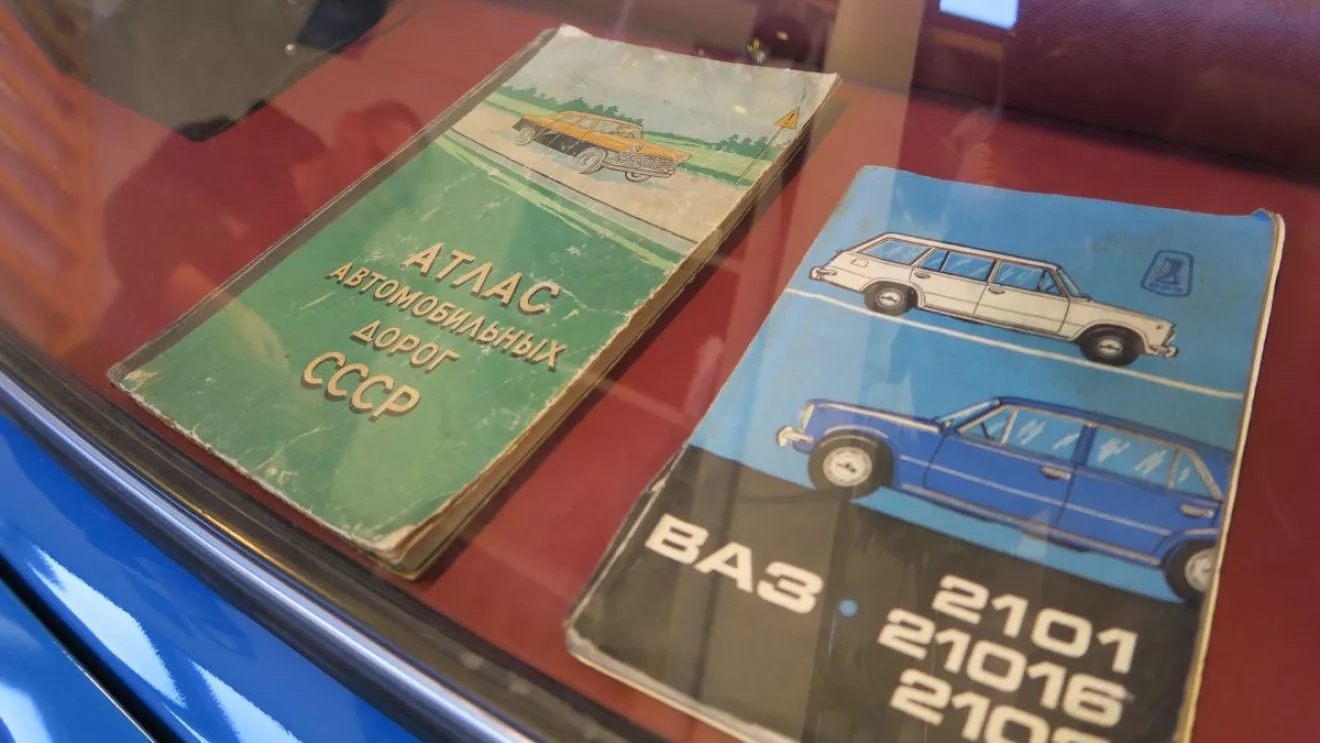 АТЛАС
АВТОМОБИЛЬНЫХ
ДОРОГ
СССР
ВАЗ • 2101
21016